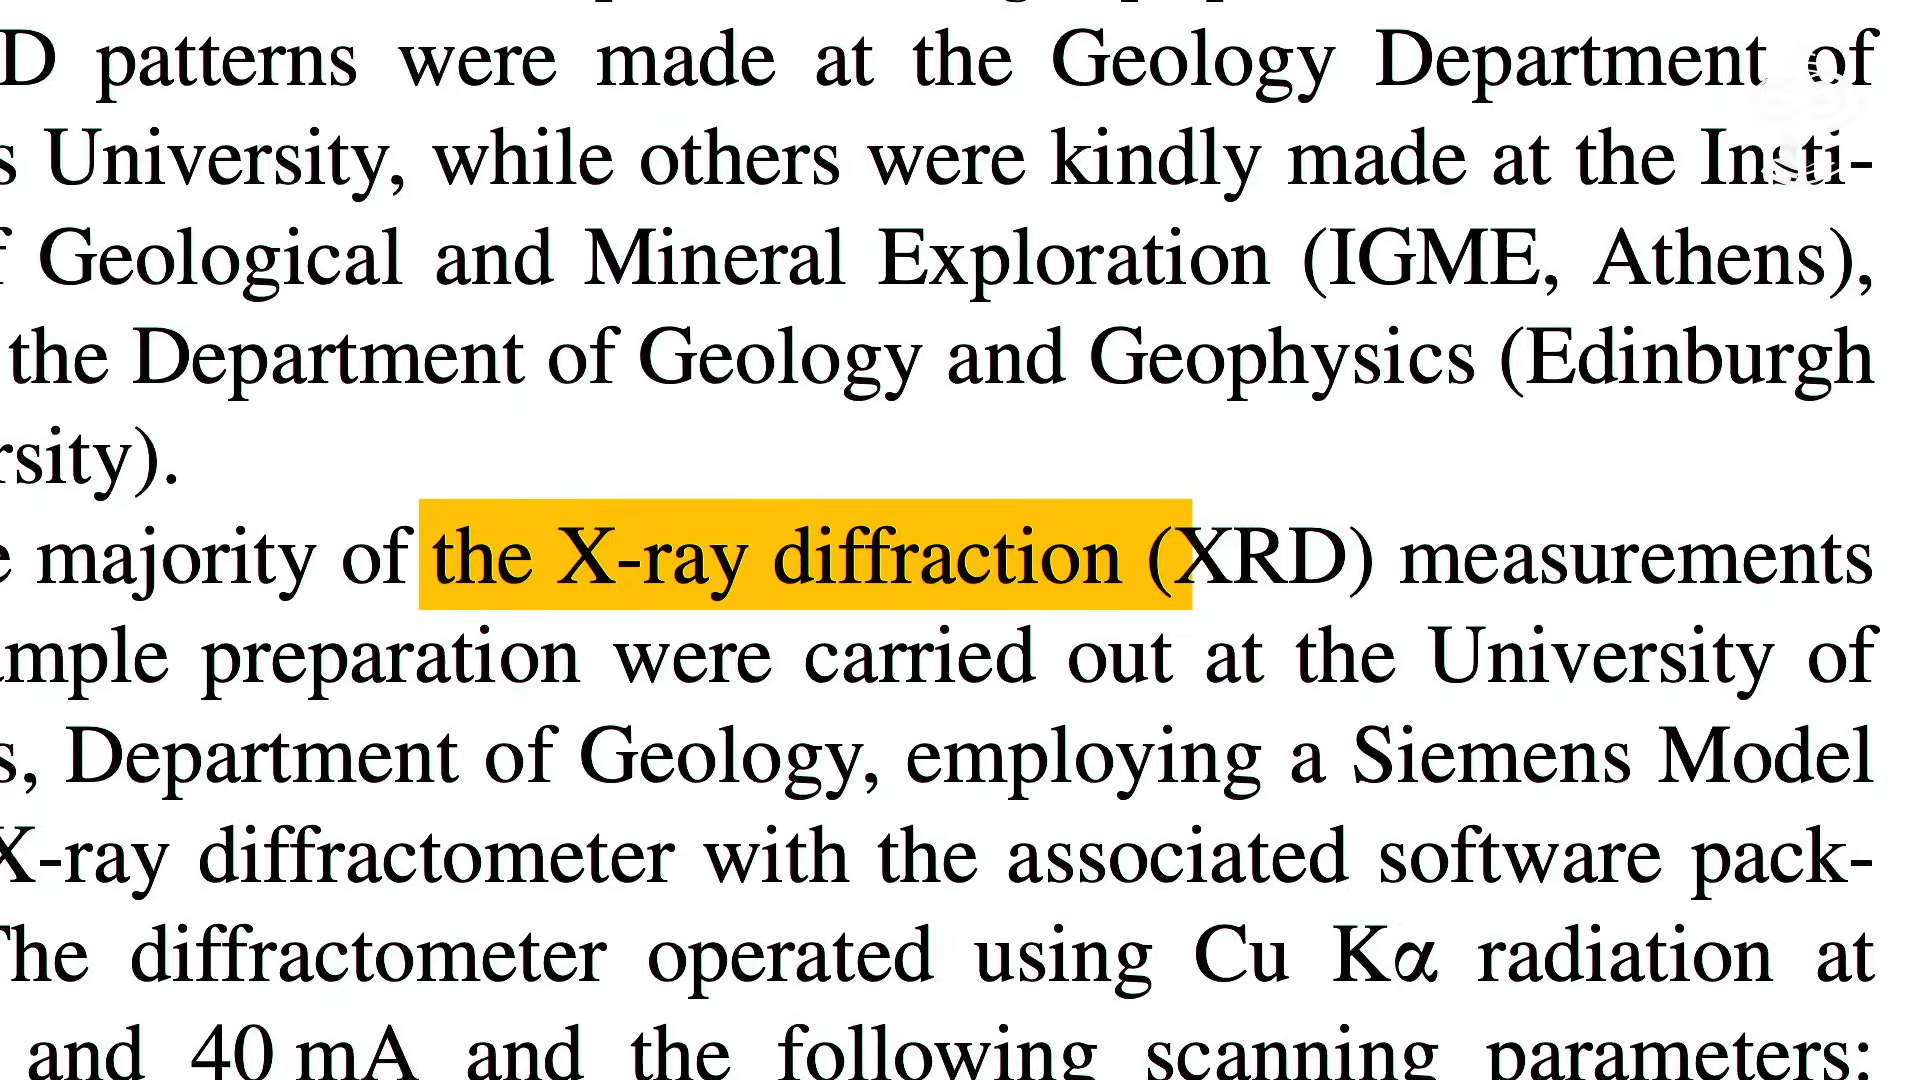 D patterns were made at the Geology Department of
s University, while others were kindly made at the Insti-
f Geological and Mineral Exploration (IGME, Athens),
the Department of Geology and Geophysics (Edinburgh
rsity).
e majority of the X-ray diffraction (XRD) measurements
ample preparation were carried out at the University of
s, Department of Geology, employing a Siemens Model
X-ray diffractometer with the associated software pack-
The diffractometer operated using Cu Kα radiation at
and 40 mA and the following scanning parameters: